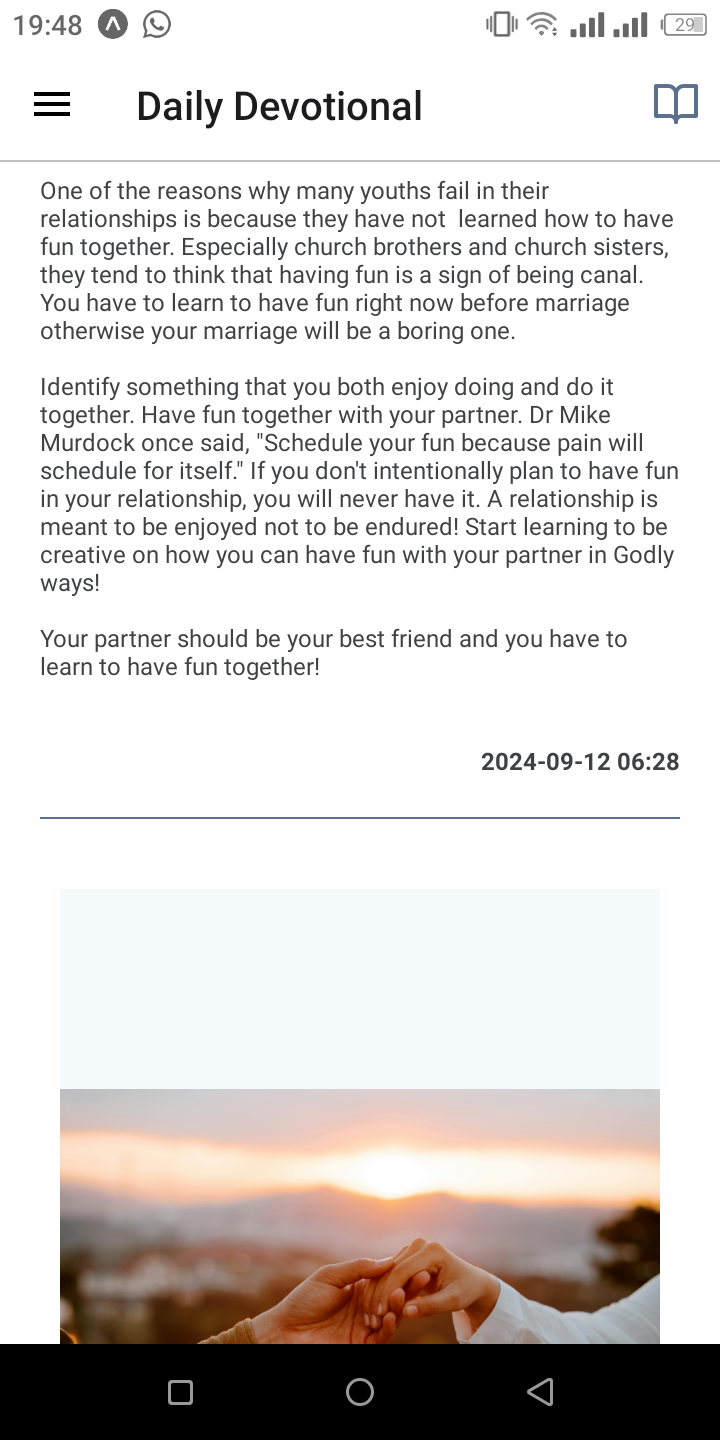 19:48
29
Daily Devotional
One of the reasons why many youths fail in their
relationships is because they have not  learned how to have
fun together. Especially church brothers and church sisters,
they tend to think that having fun is a sign of being canal.
You have to learn to have fun right now before marriage
otherwise your marriage will be a boring one.
Identify something that you both enjoy doing and do it
together. Have fun together with your partner. Dr Mike
Murdock once said, "Schedule your fun because pain will
schedule for itself." If you don't intentionally plan to have fun
in your relationship, you will never have it. A relationship is
meant to be enjoyed not to be endured! Start learning to be
creative on how you can have fun with your partner in Godly
ways!
Your partner should be your best friend and you have to
learn to have fun together!
2024-09-12 06:28